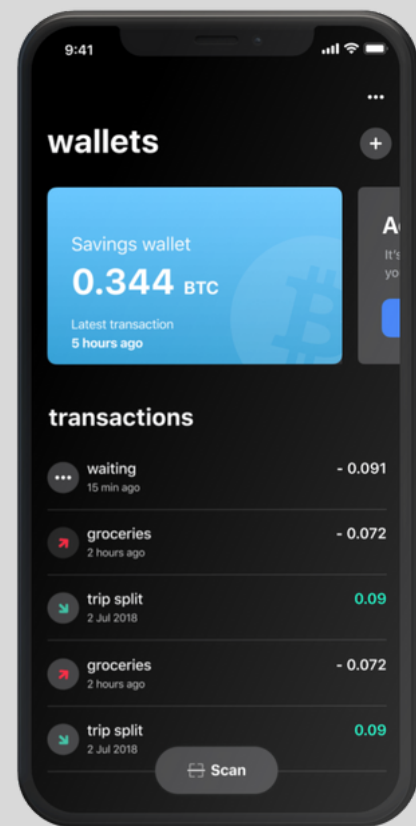 9:41
•••
wallets
+
Savings wallet
0.344 BTC
Latest transaction
5 hours ago
It's
transactions
waiting
- 0.091
15 min ago
groceries
- 0.072
2 hours ago
trip split
0.09
2 Jul 2018
groceries
- 0.072
2 hours ago
trip split
0.09
2 Jul 2018
Scan